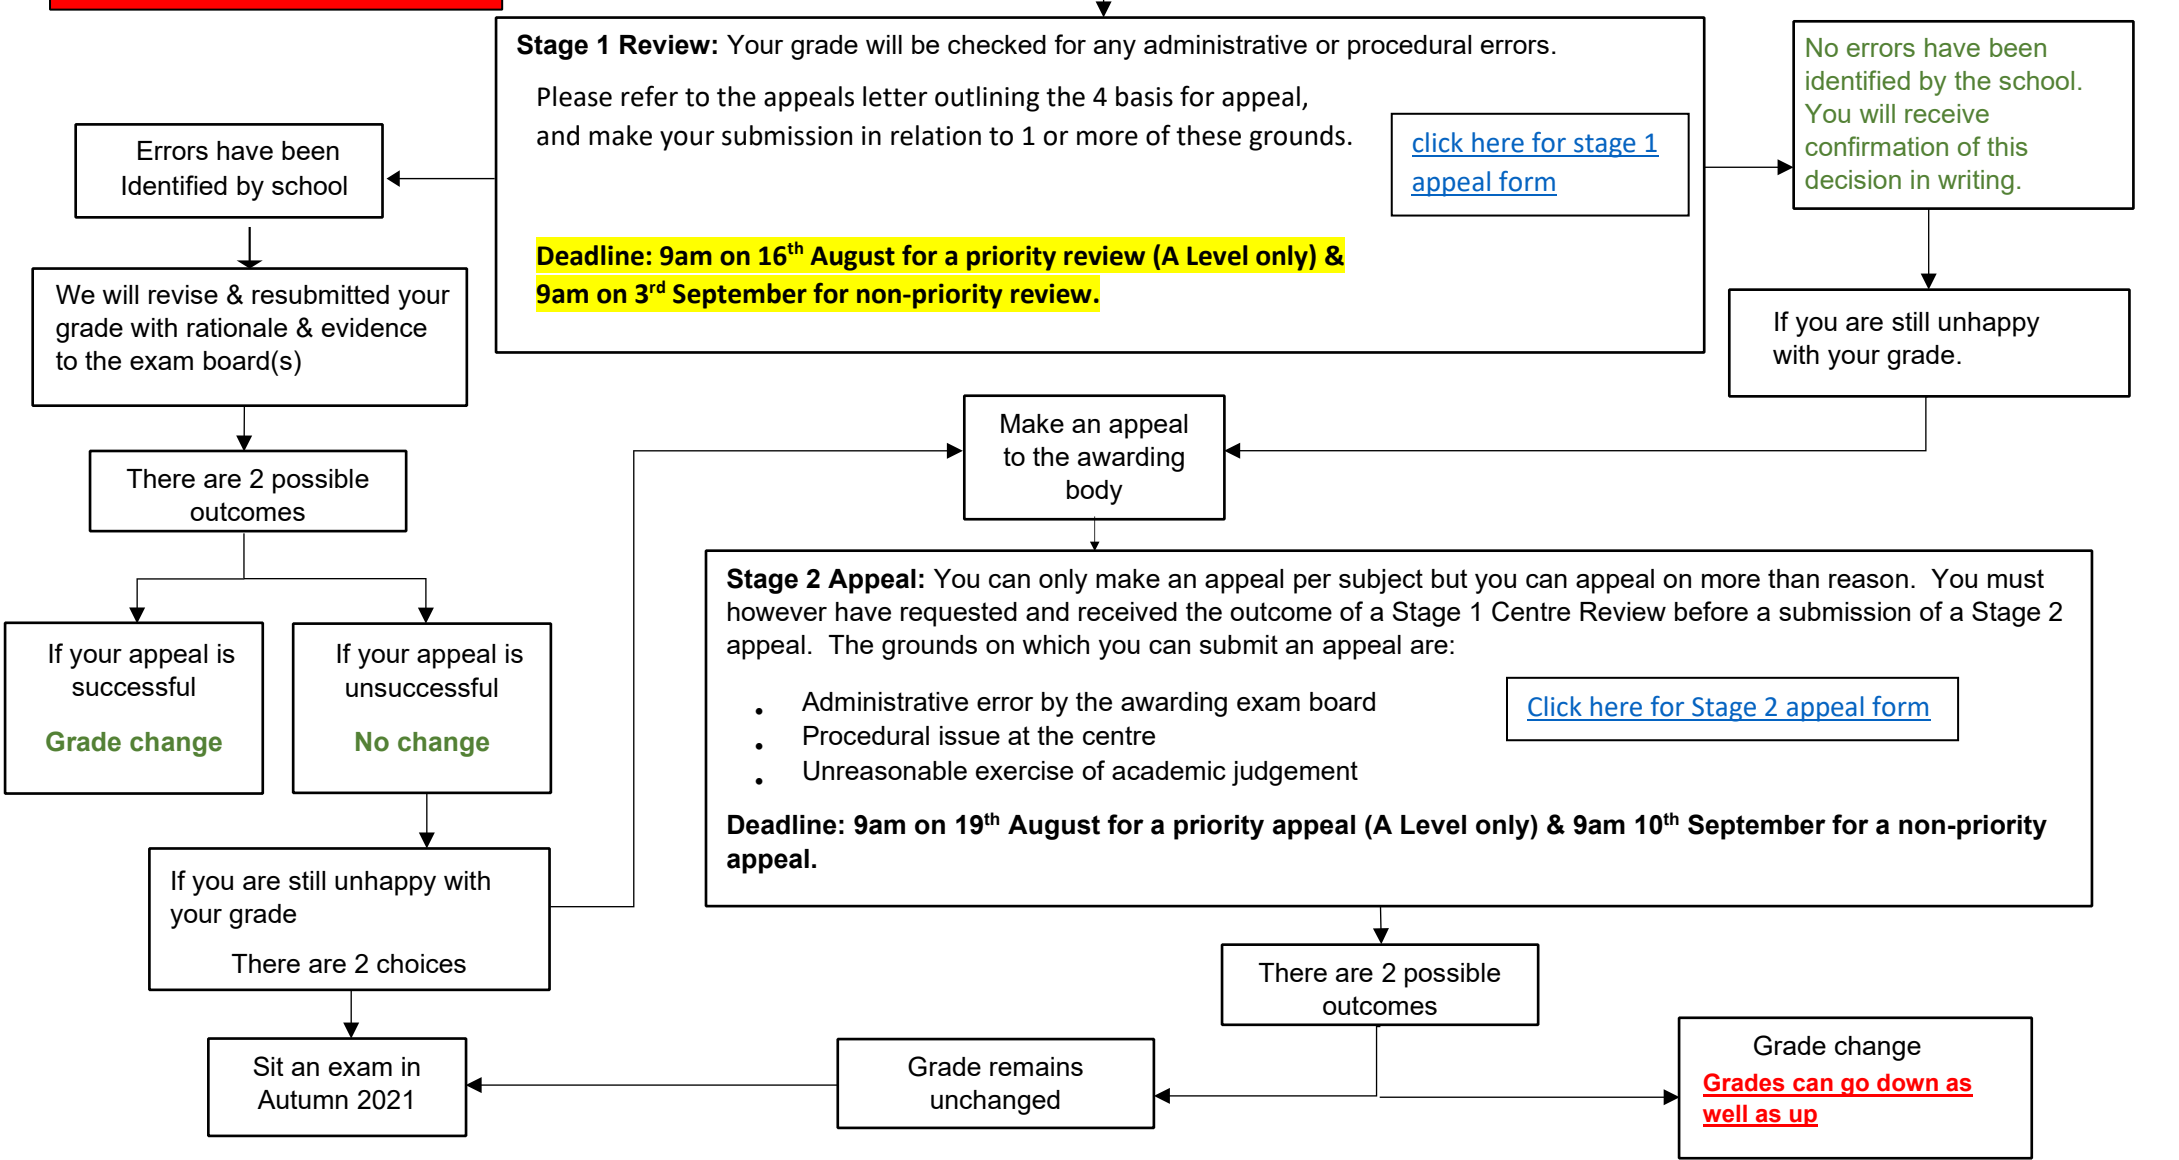 Stage 1 Review: Your grade will be checked for any administrative or procedural errors.
Please refer to the appeals letter outlining the 4 basis for appeal,
and make your submission in relation to 1 or more of these grounds.
click here for stage 1
appeal form
Deadline: 9am on 16th August for a priority review (A Level only) &
9am on 3rd September for non-priority review.
No errors have been
identified by the school.
You will receive
confirmation of this
decision in writing.
Errors have been
Identified by school
We will revise & resubmitted your
grade with rationale & evidence
to the exam board(s)
If you are still unhappy
with your grade.
Make an appeal
to the awarding
body
There are 2 possible
outcomes
Stage 2 Appeal: You can only make an appeal per subject but you can appeal on more than reason. You must
however have requested and received the outcome of a Stage 1 Centre Review before a submission of a Stage 2
appeal. The grounds on which you can submit an appeal are:
• Administrative error by the awarding exam board
• Procedural issue at the centre
• Unreasonable exercise of academic judgement
Click here for Stage 2 appeal form
Deadline: 9am on 19th August for a priority appeal (A Level only) & 9am 10th September for a non-priority
appeal.
If your appeal is
successful
Grade change
If your appeal is
unsuccessful
No change
If you are still unhappy with
your grade
There are 2 choices
There are 2 possible
outcomes
Sit an exam in
Autumn 2021
Grade remains
unchanged
Grade change
Grades can go down as
well as up